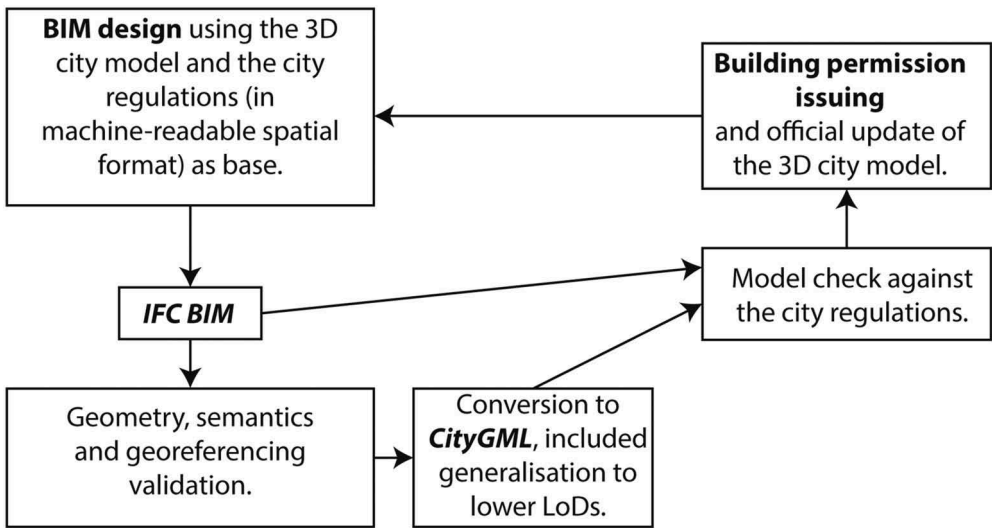 BIM design using the 3D
city model and the city
regulations (in
machine-readable spatial
format) as base.
Building permission
issuing
and official update of
the 3D city model.
IFC BIM
Model check against
the city regulations.
Geometry, semantics
and georeferencing
validation.
Conversion to
CityGML, included
generalisation to
lower LoDs.